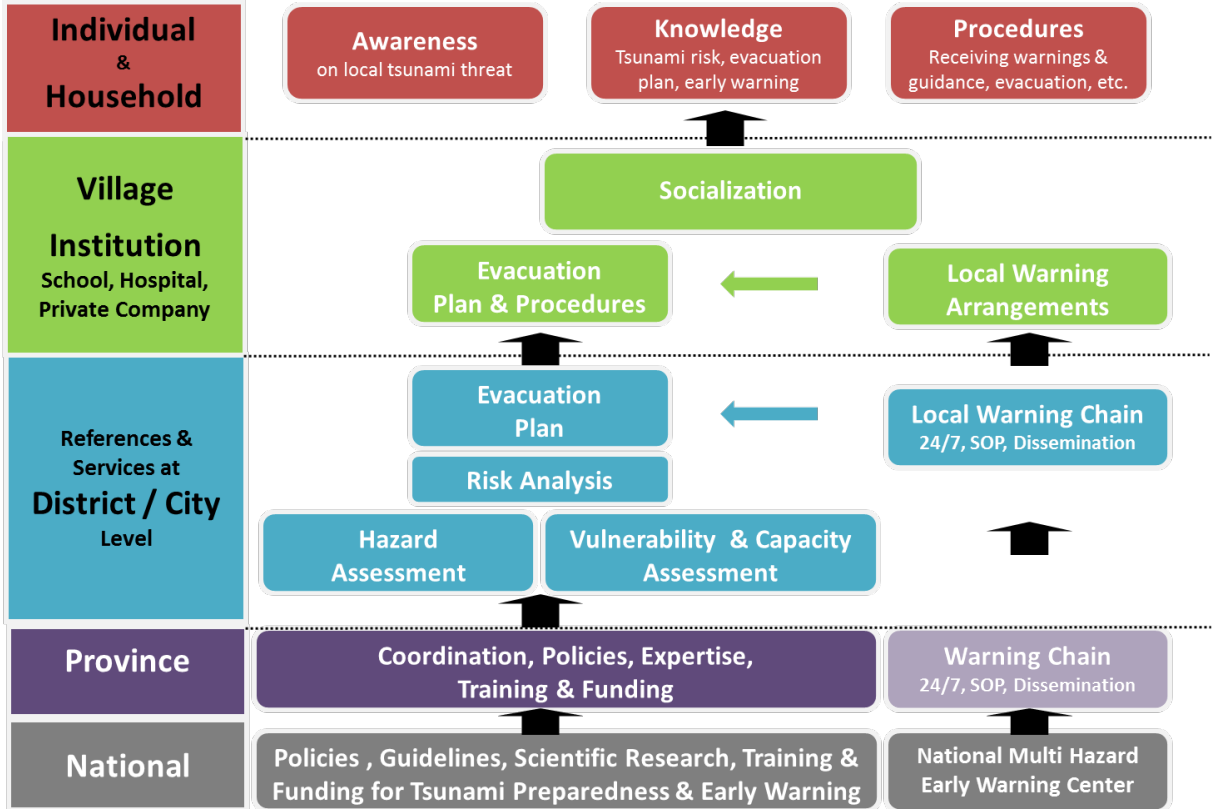 Individual
&
Household
Awareness
on local tsunami threat
Knowledge
Tsunami risk, evacuation
plan, early warning
Procedures
Receiving warnings &
guidance, evacuation, etc.
Village
Institution
School, Hospital,
Private Company
Socialization
Evacuation
Plan & Procedures
Local Warning
Arrangements
References &
Services at
District / City
Level
Evacuation
Plan
Local Warning Chain
24/7, SOP, Dissemination
Risk Analysis
Hazard
Assessment
Vulnerability & Capacity
Assessment
Province
Coordination, Policies, Expertise,
Training & Funding
Warning Chain
24/7, SOP, Dissemination
National
Policies , Guidelines, Scientific Research, Training &
Funding for Tsunami Preparedness & Early Warning
National Multi Hazard
Early Warning Center